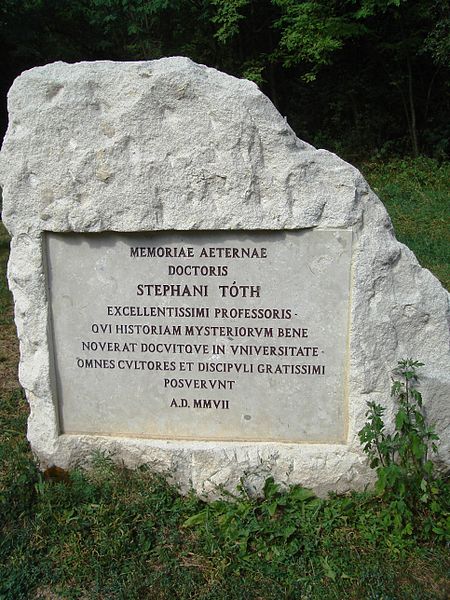 MEMORIAE AETERNAE
DOCTORIS
STEPHANI TÓTH
EXCELLENTISSIMI PROFESSORIS ·
QVI HISTORIAM MYSTERIORVM BENE
NOVERAT DOCVITQVE IN VNIVERSITATE ·
OMNES CVLTORES ET DISCIPVLI GRATISSIMI
POSVERVNT
A.D. MMVII